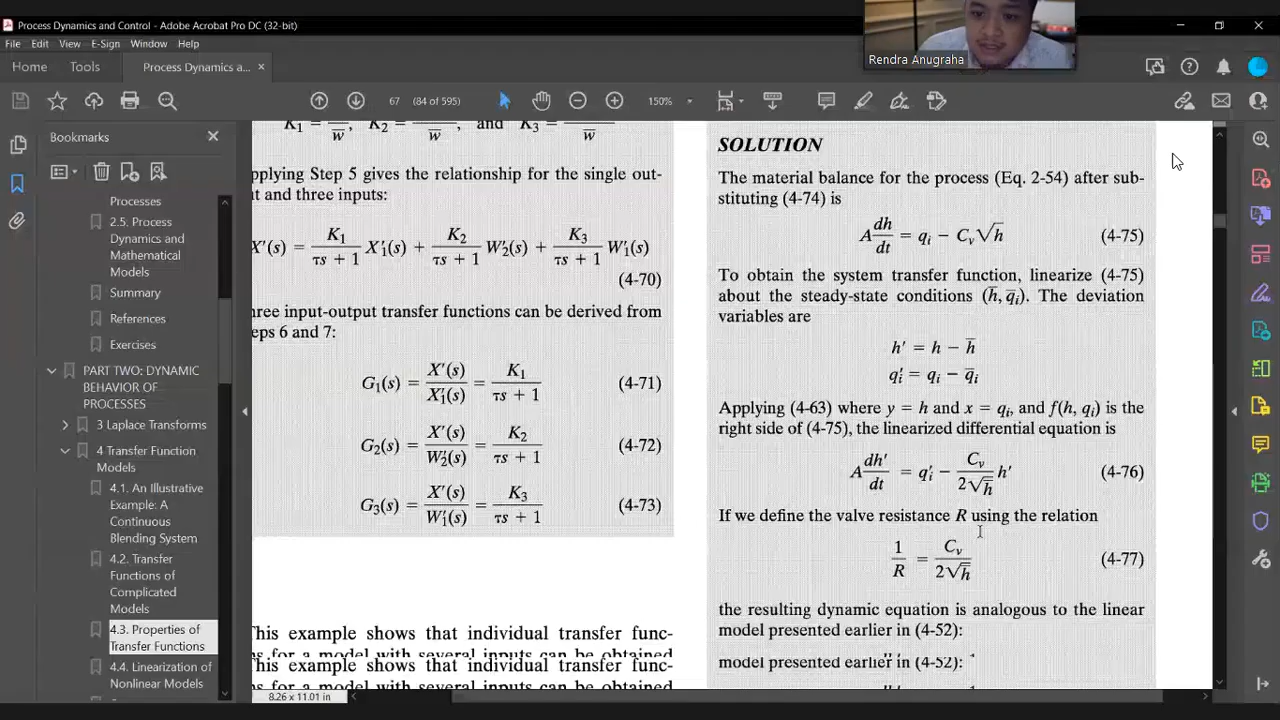 Process Dynamics and Control - Adobe Acrobat Pro DC (32-bit)
File Edit View E-Sign Window Help
Rendra Anugraha
Home Tools Process Dynamics a... ×
67 (84 of 595) 150%
Bookmarks
Processes
2.5. Process
Dynamics and
Mathematical
Models
Summary
References
Exercises
PART TWO: DYNAMIC
BEHAVIOR OF
PROCESSES
3 Laplace Transforms
4 Transfer Function
Models
4.1. An Illustrative
Example: A
Continuous
Blending System
4.2. Transfer
Functions of
Complicated
Models
4.3. Properties of
Transfer Functions
4.4. Linearization of
Nonlinear Models
8.26 x 11.01 in
K₁ = w̄, K₂ = w̄, and K₃ = w̄
pplying Step 5 gives the relationship for the single out-
t and three inputs:
X′(s) = K₁/(τs + 1) X′₁(s) + K₂/(τs + 1) W′₂(s) + K₃/(τs + 1) W′₁(s)
(4-70)
ree input-output transfer functions can be derived from
eps 6 and 7:
G₁(s) = X′(s)/X′₁(s) = K₁/(τs + 1) (4-71)
G₂(s) = X′(s)/W′₂(s) = K₂/(τs + 1) (4-72)
G₃(s) = X′(s)/W′₁(s) = K₃/(τs + 1) (4-73)
This example shows that individual transfer func-
s for a model with several inputs can be obtained
This example shows that individual transfer func-
s for a model with several inputs can be obtained
SOLUTION
The material balance for the process (Eq. 2-54) after sub-
stituting (4-74) is
A dh/dt = qᵢ − Cᵥ√h (4-75)
To obtain the system transfer function, linearize (4-75)
about the steady-state conditions (h̄, q̄ᵢ). The deviation
variables are
h′ = h − h̄
q′ᵢ = qᵢ − q̄ᵢ
Applying (4-63) where y = h and x = qᵢ, and f(h, qᵢ) is the
right side of (4-75), the linearized differential equation is
A dh′/dt = q′ᵢ − Cᵥ/(2√h̄) h′ (4-76)
If we define the valve resistance R using the relation
1/R = Cᵥ/(2√h̄) (4-77)
the resulting dynamic equation is analogous to the linear
model presented earlier in (4-52):
model presented earlier in (4-52):